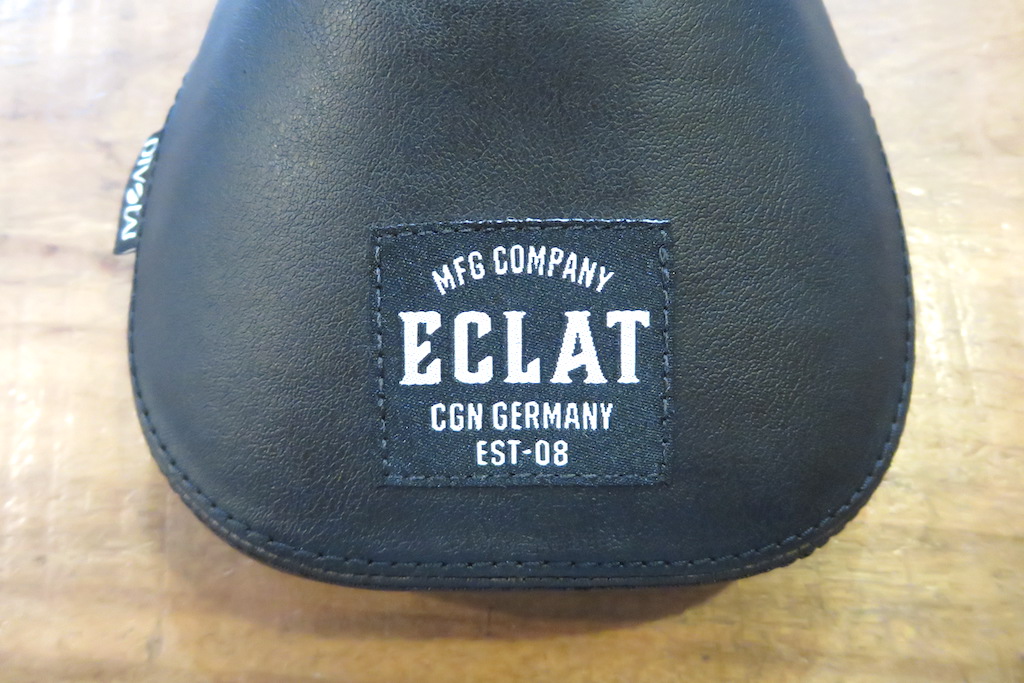 MFG COMPANY
ECLAT
CGN GERMANY
EST-08